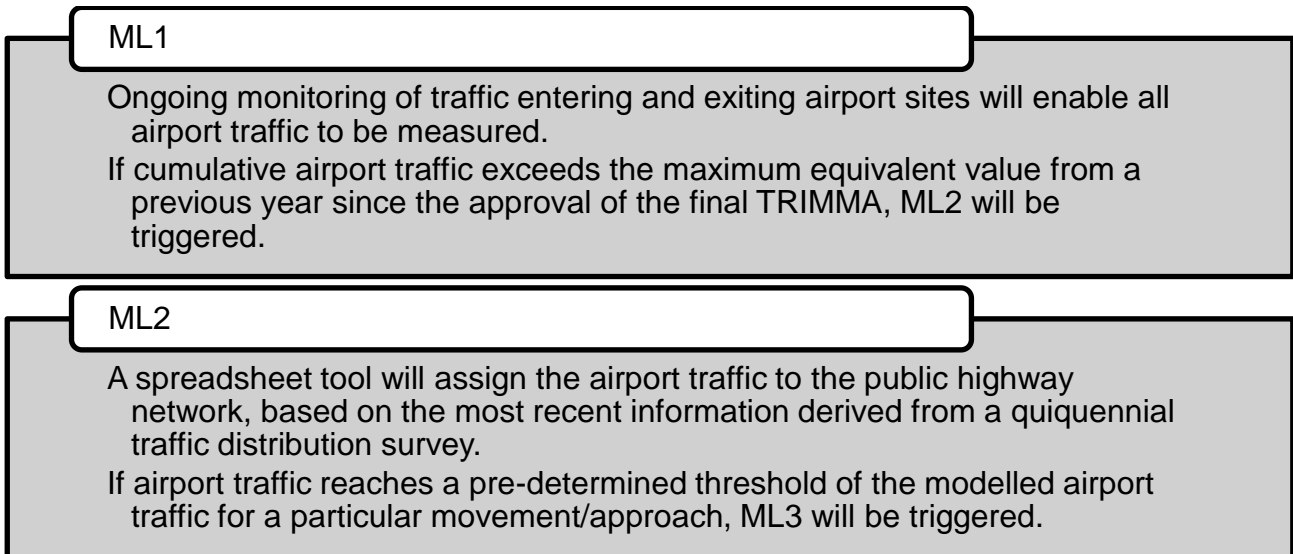 ML1
Ongoing monitoring of traffic entering and exiting airport sites will enable all
airport traffic to be measured.
If cumulative airport traffic exceeds the maximum equivalent value from a
previous year since the approval of the final TRIMMA, ML2 will be
triggered.
ML2
A spreadsheet tool will assign the airport traffic to the public highway
network, based on the most recent information derived from a quiquennial
traffic distribution survey.
If airport traffic reaches a pre-determined threshold of the modelled airport
traffic for a particular movement/approach, ML3 will be triggered.